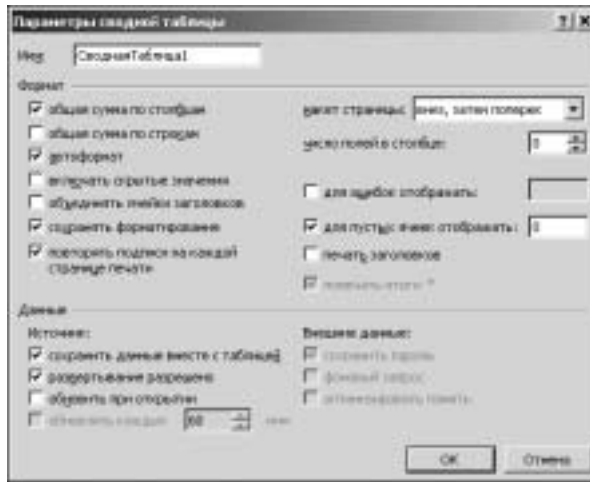 Параметры сводной таблицы
Имя: СводнаяТаблица1
Формат
общая сумма по столбцам
макет страницы: вниз, затем поперек
общая сумма по строкам
число полей в столбце: 0
автоформат
включать скрытые значения
для ошибок отображать:
объединять ячейки заголовков
сохранять форматирование
для пустых ячеек отображать: 0
повторять подписи на каждой
странице печати
печать заголовков
помечать итоги *
Данные
Источник:
Внешние данные:
сохранить данные вместе с таблицей
сохранить пароль
развертывание разрешено
фоновый запрос
обновить при открытии
оптимизировать память
обновлять каждые 60 мин
OK
Отмена